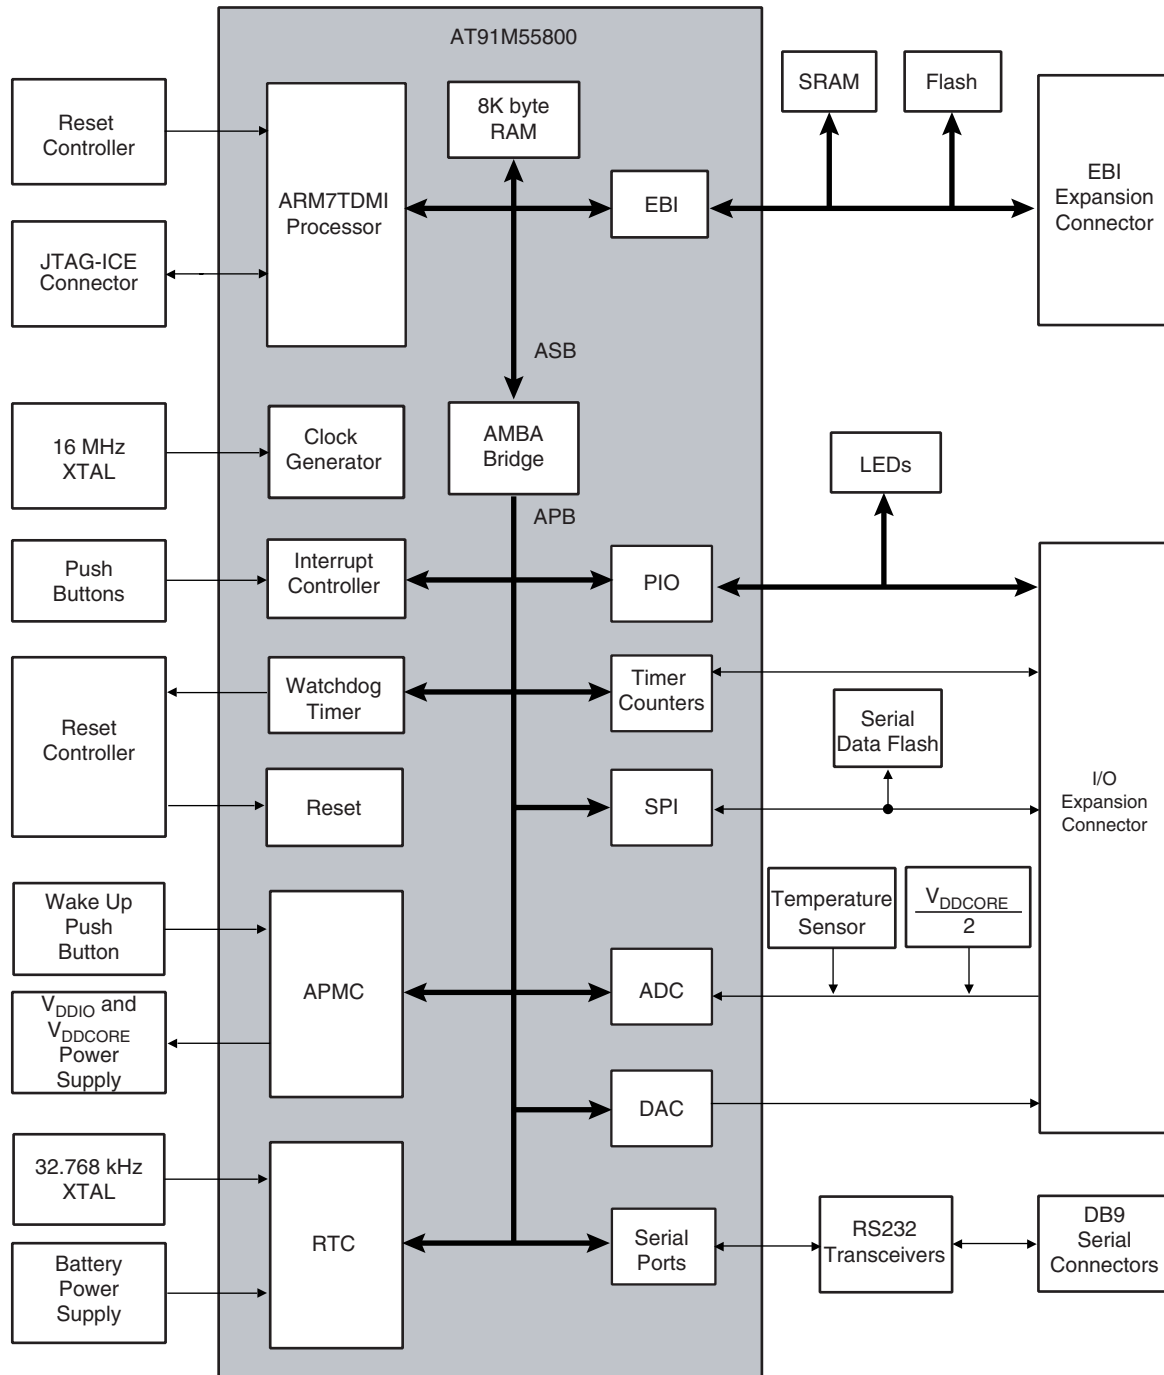 AT91M55800
Reset
Controller
ARM7TDMI
Processor
8K byte
RAM
EBI
SRAM
Flash
EBI
Expansion
Connector
JTAG-ICE
Connector
ASB
16 MHz
XTAL
Clock
Generator
AMBA
Bridge
LEDs
APB
Push
Buttons
Interrupt
Controller
PIO
Reset
Controller
Watchdog
Timer
Timer
Counters
Serial
Data Flash
I/O
Expansion
Connector
Reset
SPI
Wake Up
Push
Button
APMC
ADC
Temperature
Sensor
VDDCORE
2
VDDIO and
VDDCORE
Power
Supply
DAC
32.768 kHz
XTAL
RTC
Serial
Ports
RS232
Transceivers
DB9
Serial
Connectors
Battery
Power
Supply